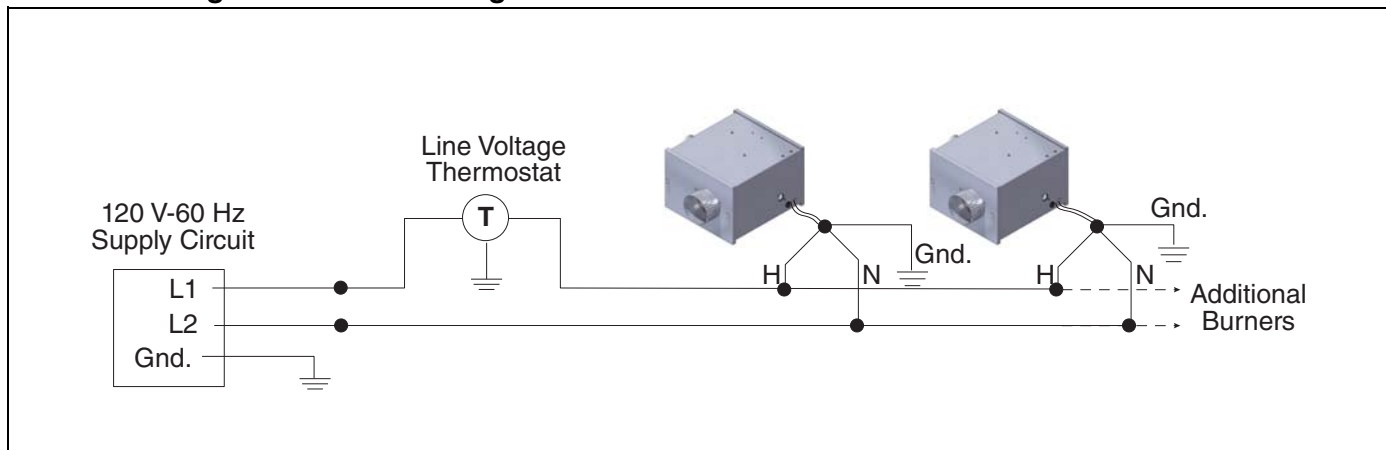 120 V-60 Hz
Supply Circuit
L1
L2
Gnd.
Line Voltage
Thermostat
T
H
N
Gnd.
H
N
Gnd.
Additional
Burners